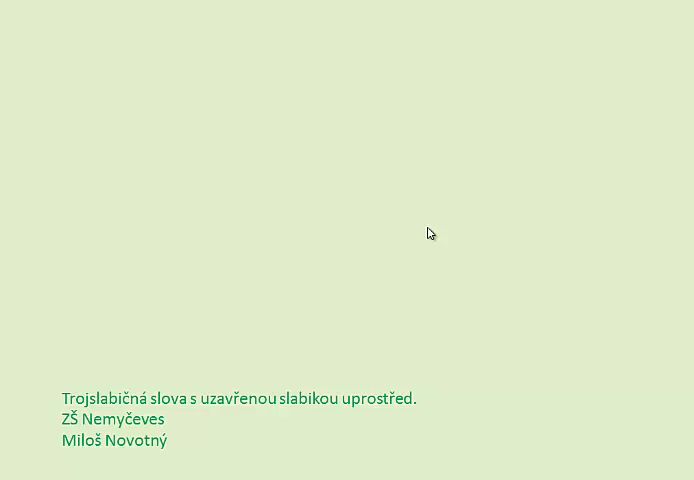 Trojslabičná slova s uzavřenou slabikou uprostřed.
ZŠ Nemyčeves
Miloš Novotný